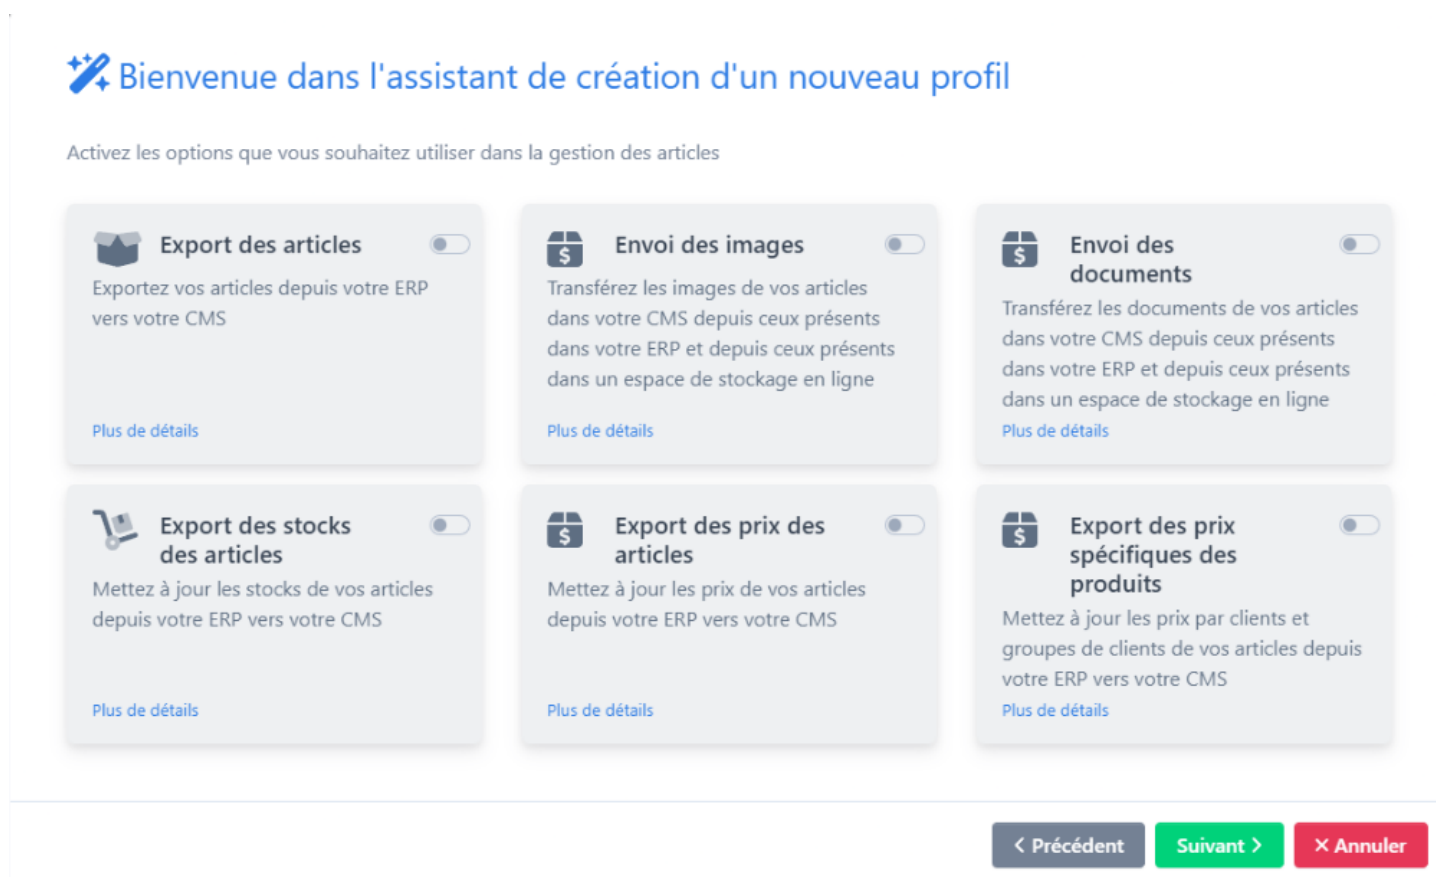 Bienvenue dans l'assistant de création d'un nouveau profil
Activez les options que vous souhaitez utiliser dans la gestion des articles
Export des articles
Exportez vos articles depuis votre ERP
vers votre CMS
Plus de détails
Envoi des images
Transférez les images de vos articles
dans votre CMS depuis ceux présents
dans votre ERP et depuis ceux présents
dans un espace de stockage en ligne
Plus de détails
Envoi des
documents
Transférez les documents de vos articles
dans votre CMS depuis ceux présents
dans votre ERP et depuis ceux présents
dans un espace de stockage en ligne
Plus de détails
Export des stocks
des articles
Mettez à jour les stocks de vos articles
depuis votre ERP vers votre CMS
Plus de détails
Export des prix des
articles
Mettez à jour les prix de vos articles
depuis votre ERP vers votre CMS
Plus de détails
Export des prix
spécifiques des
produits
Mettez à jour les prix par clients et
groupes de clients de vos articles depuis
votre ERP vers votre CMS
Plus de détails
Précédent
Suivant
Annuler